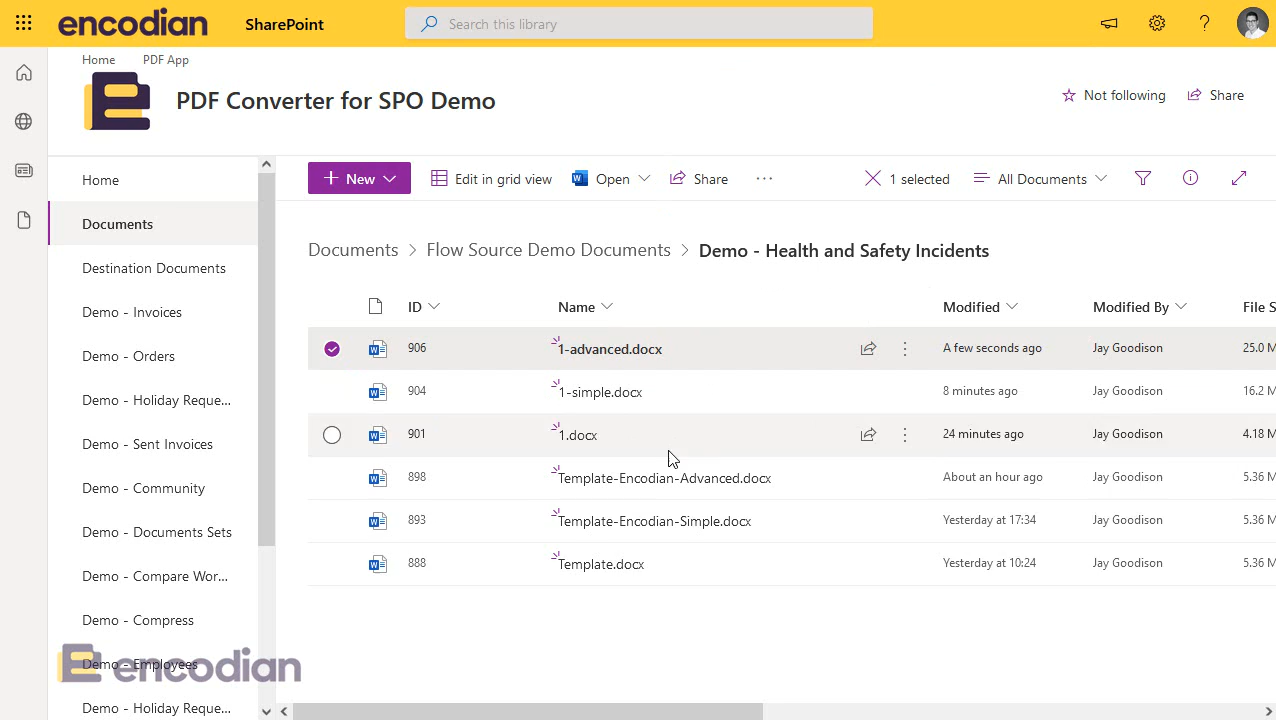 encodian SharePoint Search this library
Home PDF App
PDF Converter for SPO Demo
Not following Share
Home
Documents
Destination Documents
Demo - Invoices
Demo - Orders
Demo - Holiday Reque...
Demo - Sent Invoices
Demo - Community
Demo - Documents Sets
Demo - Compare Wor...
Demo - Compress
Demo - Employees
Demo - Holiday Reque...
New Edit in grid view Open Share ... 1 selected All Documents
Documents > Flow Source Demo Documents > Demo - Health and Safety Incidents
ID Name Modified Modified By File S
906 1-advanced.docx A few seconds ago Jay Goodison 25.0 M
904 1-simple.docx 8 minutes ago Jay Goodison 16.2 M
901 1.docx 24 minutes ago Jay Goodison 4.18 M
898 Template-Encodian-Advanced.docx About an hour ago Jay Goodison 5.36 M
893 Template-Encodian-Simple.docx Yesterday at 17:34 Jay Goodison 5.36 M
888 Template.docx Yesterday at 10:24 Jay Goodison 5.36 M
encodian